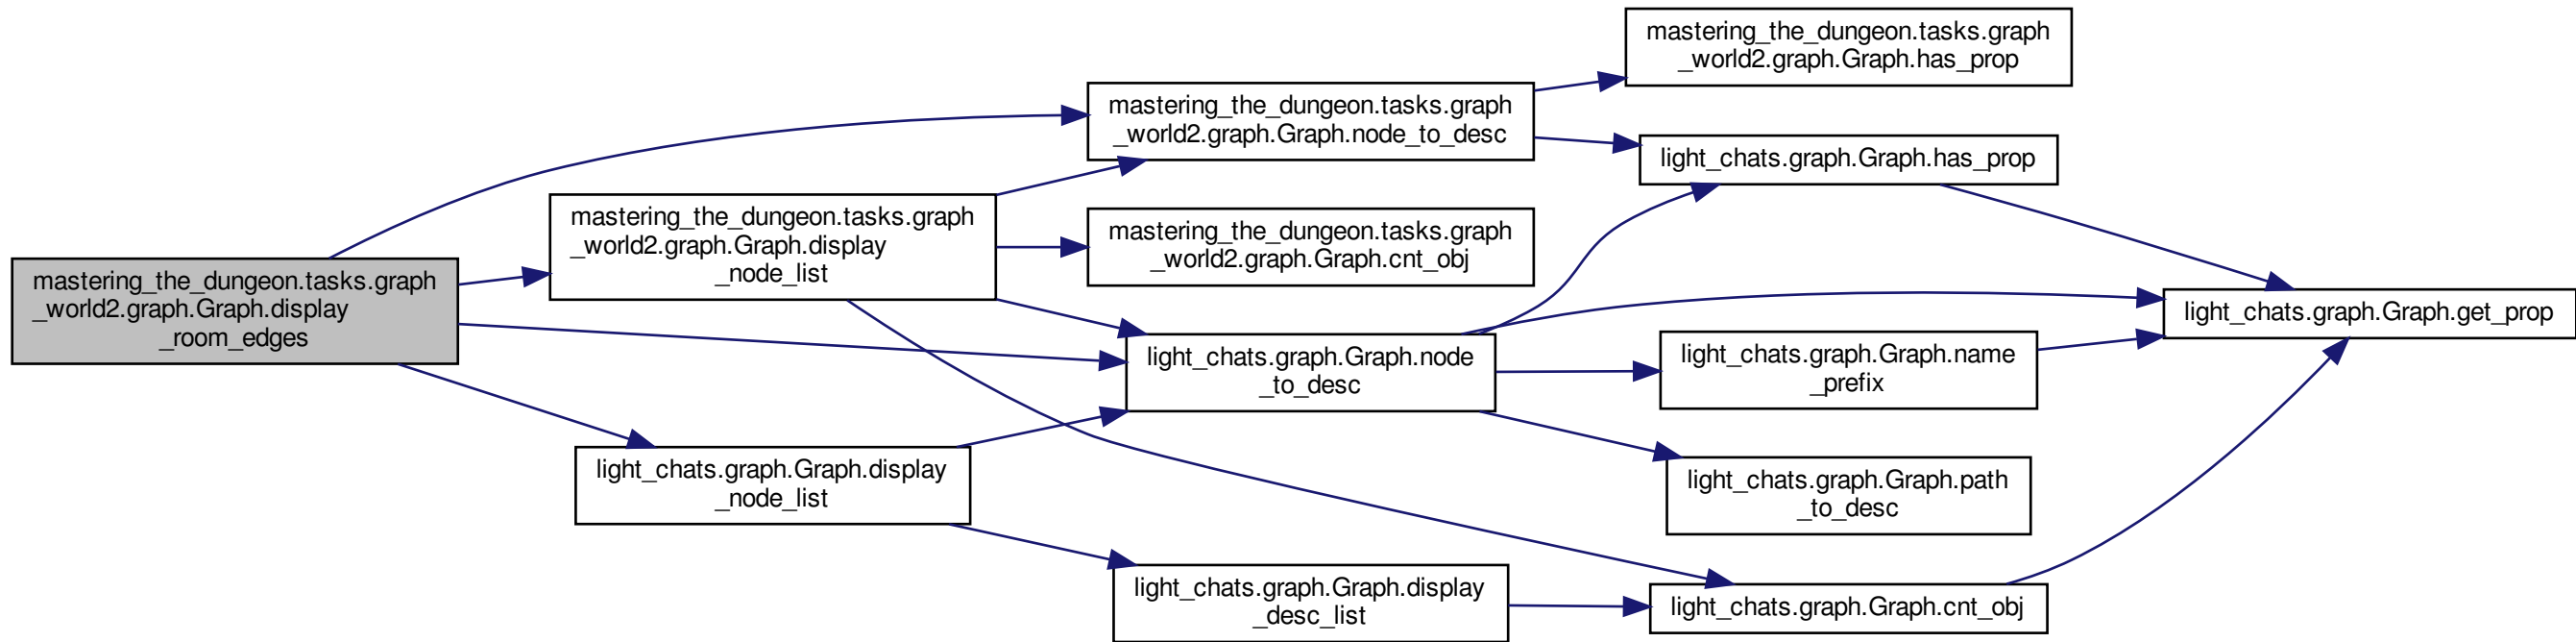 mastering_the_dungeon.tasks.graph
_world2.graph.Graph.display
_room_edges
mastering_the_dungeon.tasks.graph
_world2.graph.Graph.display
_node_list
light_chats.graph.Graph.display
_node_list
mastering_the_dungeon.tasks.graph
_world2.graph.Graph.node_to_desc
mastering_the_dungeon.tasks.graph
_world2.graph.Graph.cnt_obj
light_chats.graph.Graph.node
_to_desc
light_chats.graph.Graph.display
_desc_list
mastering_the_dungeon.tasks.graph
_world2.graph.Graph.has_prop
light_chats.graph.Graph.has_prop
light_chats.graph.Graph.name
_prefix
light_chats.graph.Graph.path
_to_desc
light_chats.graph.Graph.cnt_obj
light_chats.graph.Graph.get_prop